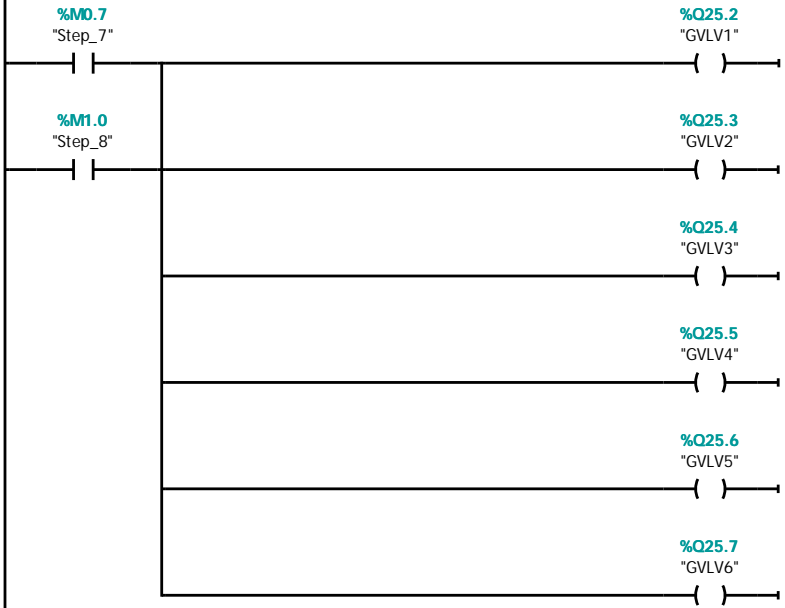 %M0.7
"Step_7"
%Q25.2
"GVLV1"
%M1.0
"Step_8"
%Q25.3
"GVLV2"
%Q25.4
"GVLV3"
%Q25.5
"GVLV4"
%Q25.6
"GVLV5"
%Q25.7
"GVLV6"